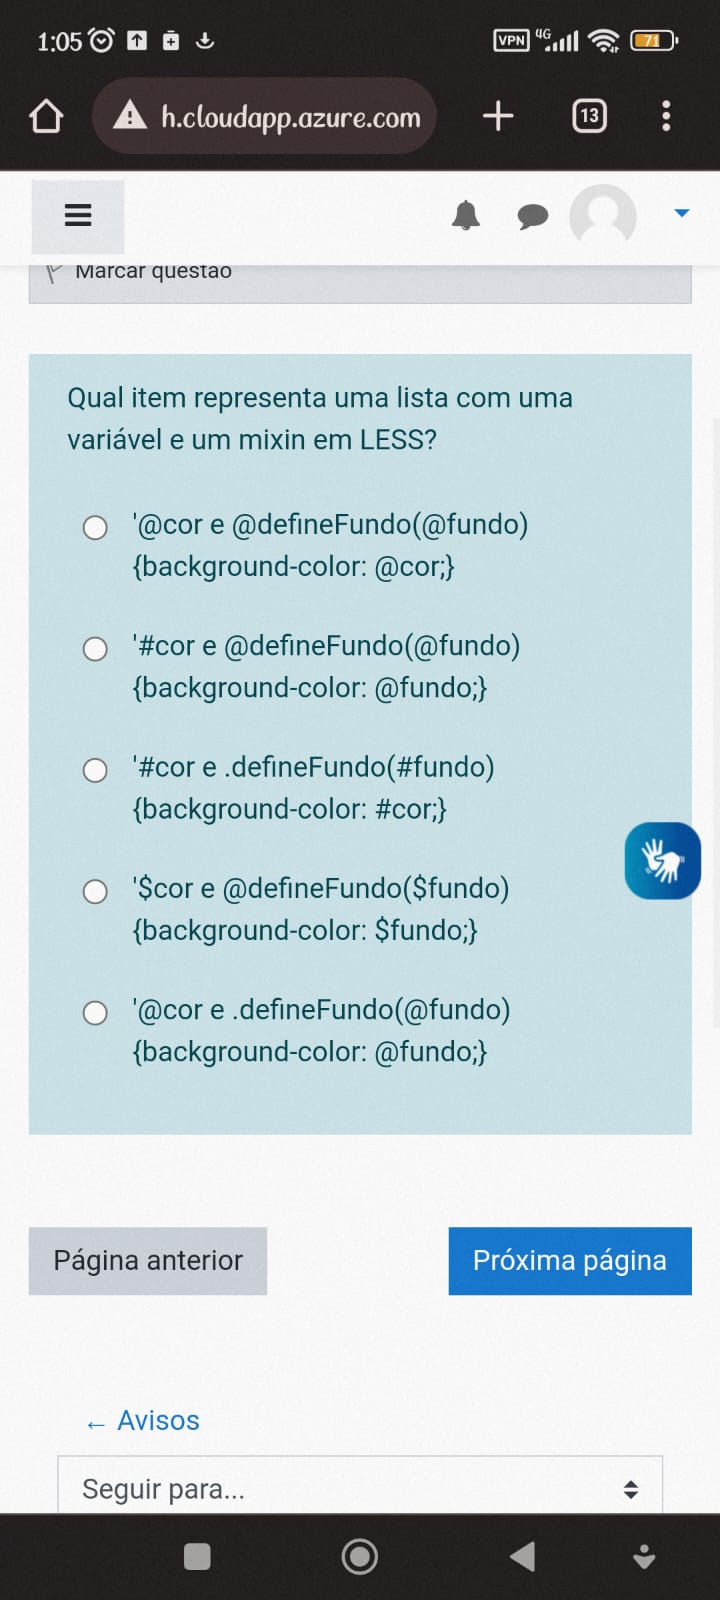 1:05
VPN 4G 71
h.cloudapp.azure.com
13
Marcar questão
Qual item representa uma lista com uma
variável e um mixin em LESS?
'@cor e @defineFundo(@fundo)
{background-color: @cor;}
'#cor e @defineFundo(@fundo)
{background-color: @fundo;}
'#cor e .defineFundo(#fundo)
{background-color: #cor;}
'$cor e @defineFundo($fundo)
{background-color: $fundo;}
'@cor e .defineFundo(@fundo)
{background-color: @fundo;}
Página anterior
Próxima página
← Avisos
Seguir para...